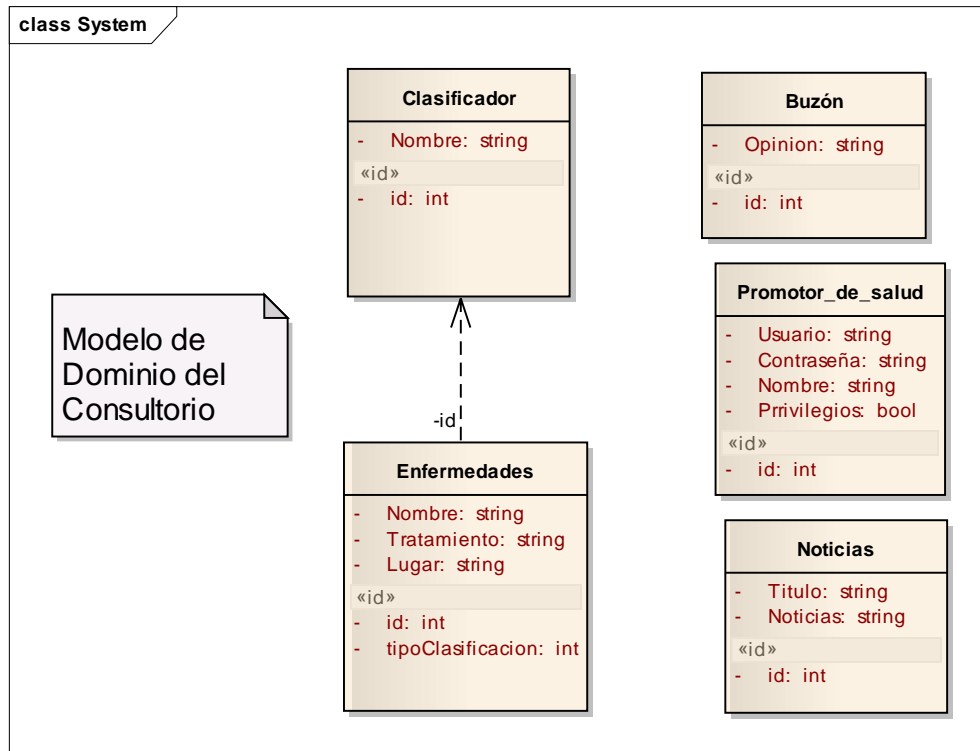 class System
Clasificador
- Nombre: string
«id»
- id: int
Buzón
- Opinion: string
«id»
- id: int
Modelo de
Dominio del
Consultorio
Promotor_de_salud
- Usuario: string
- Contraseña: string
- Nombre: string
- Prrivilegios: bool
«id»
- id: int
-id
Enfermedades
- Nombre: string
- Tratamiento: string
- Lugar: string
«id»
- id: int
- tipoClasificacion: int
Noticias
- Titulo: string
- Noticias: string
«id»
- id: int